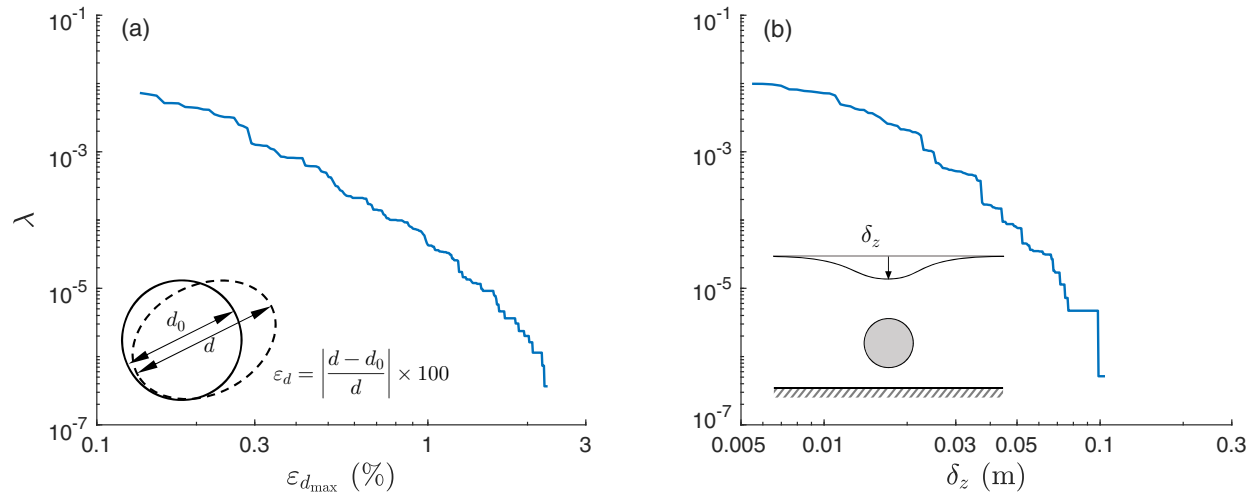 (a)
10⁻¹
10⁻³
10⁻⁵
10⁻⁷
λ
0.1
0.3
1
3
ε_{d_max} (%)
d₀
d
ε_d = |(d − d₀)/d| × 100
(b)
10⁻¹
10⁻³
10⁻⁵
10⁻⁷
δ_z
0.005
0.01
0.03
0.05
0.1
0.3
δ_z (m)